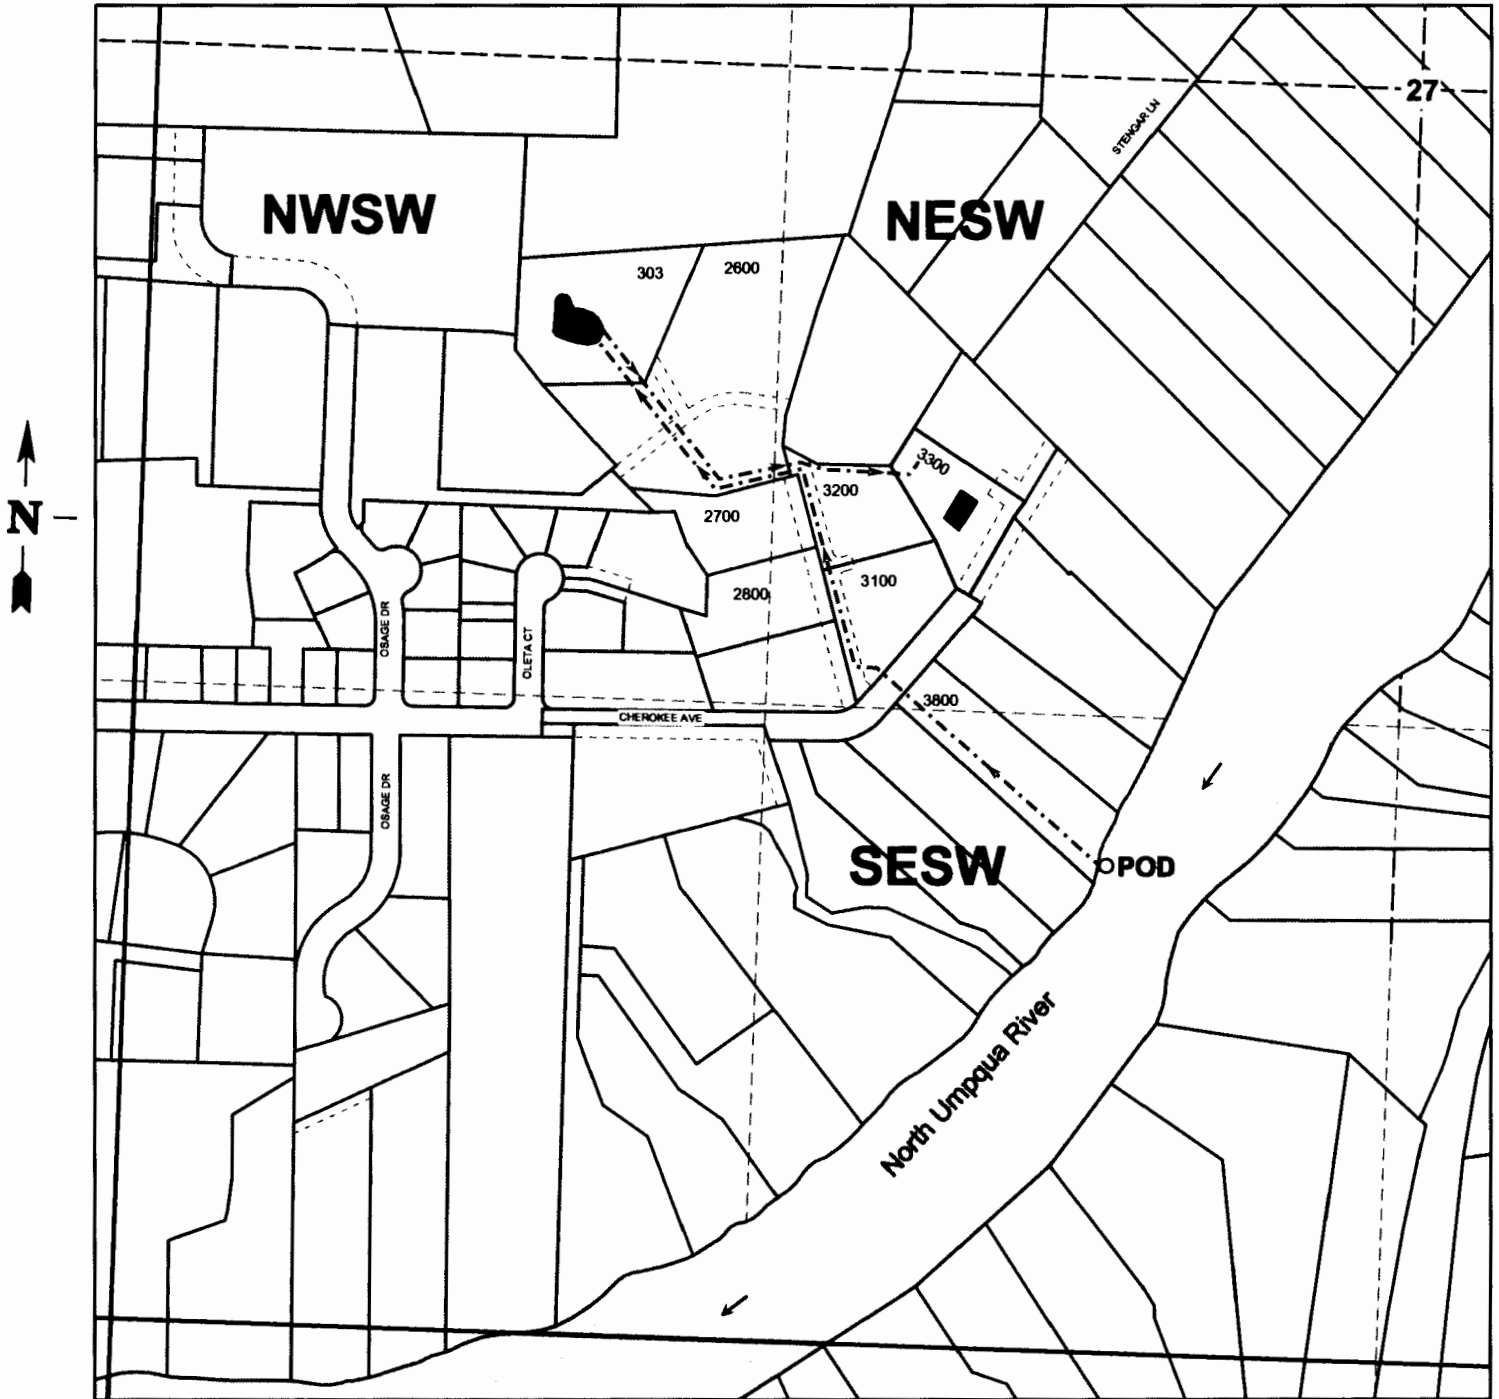 27
STENGAR LN
NWSW
NESW
303
2600
3300
3200
N
2700
3100
2800
OSAGE DR
OLETA CT
3800
CHEROKEE AVE
OSAGE DR
SESW
POD
North Umpqua River